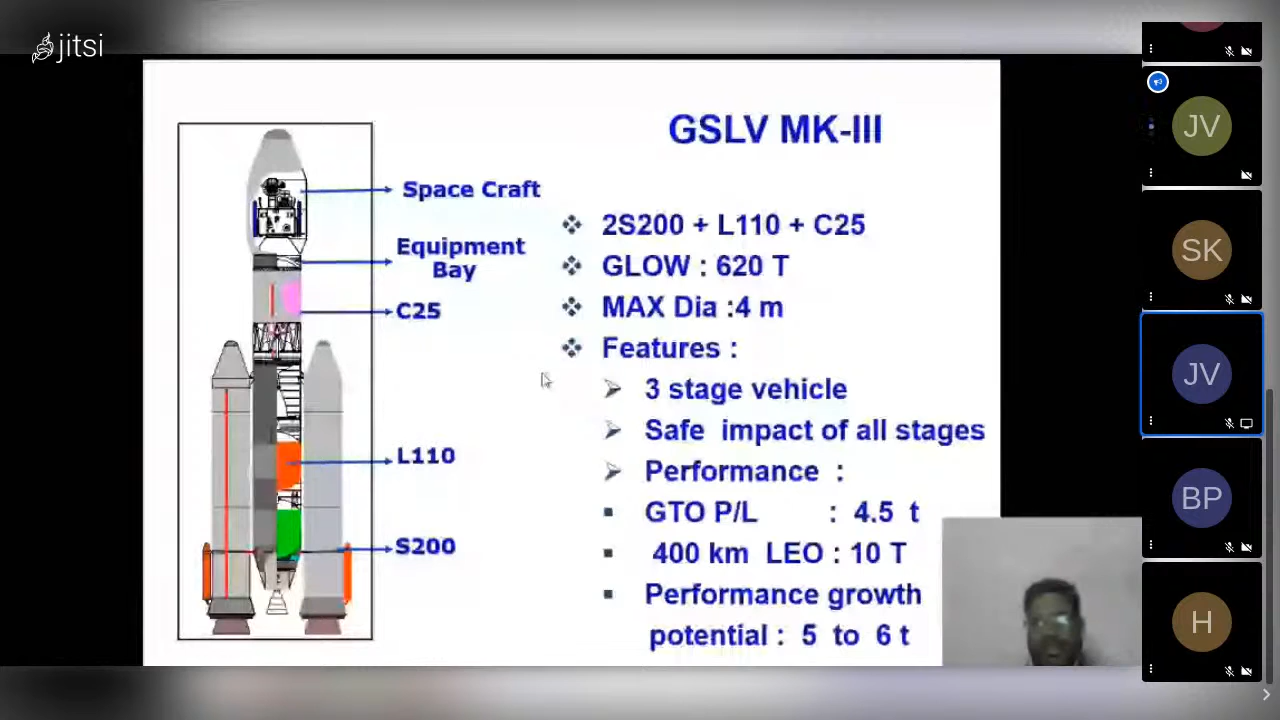 jitsi
GSLV MK-III
Space Craft
Equipment
Bay
C25
L110
S200
2S200 + L110 + C25
GLOW : 620 T
MAX Dia :4 m
Features :
3 stage vehicle
Safe impact of all stages
Performance :
GTO P/L : 4.5 t
400 km LEO : 10 T
Performance growth
potential : 5 to 6 t
JV
SK
JV
BP
H